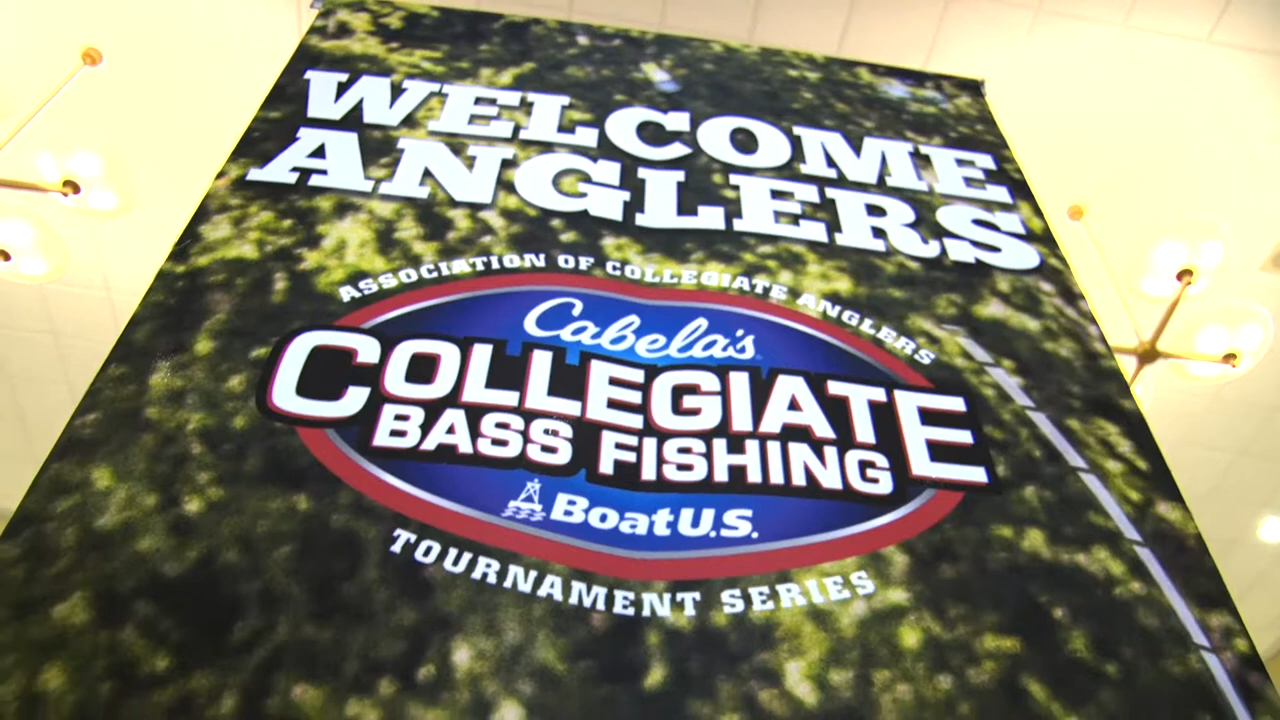 WELCOME
ANGLERS
ASSOCIATION OF COLLEGIATE ANGLERS
Cabela's
COLLEGIATE
BASS FISHING
BoatU.S.
TOURNAMENT SERIES